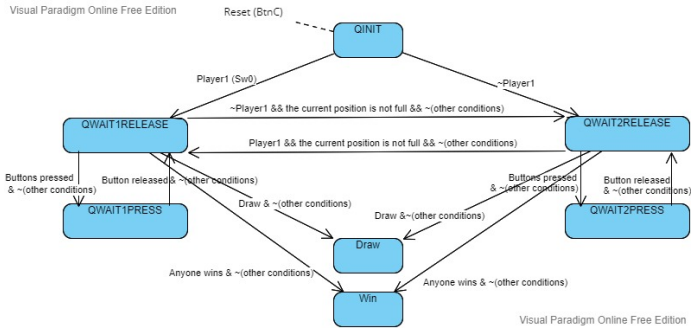 Visual Paradigm Online Free Edition
Reset (BtnC)
QINIT
Player1 (Sw0)
~Player1
~Player1 && the current position is not full && ~(other conditions)
QWAIT1RELEASE
QWAIT2RELEASE
Player1 && the current position is not full && ~(other conditions)
Buttons pressed
& ~(other conditions)
Button released & ~(other conditions)
Buttons pressed
& ~(other conditions)
Button released
& ~(other conditions)
QWAIT1PRESS
Draw & ~(other conditions)
Draw &~(other conditions)
QWAIT2PRESS
Draw
Anyone wins & ~(other conditions)
Anyone wins & ~(other conditions)
Win
Visual Paradigm Online Free Edition